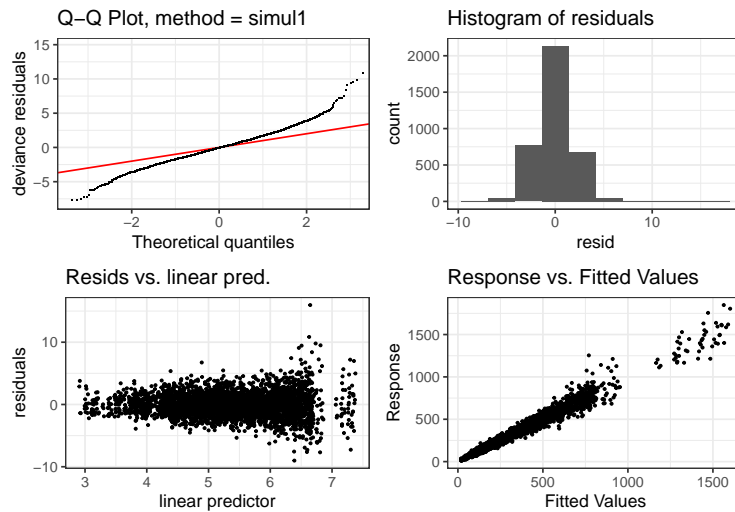 Q−Q Plot, method = simul1
15
10
5
0
−5
deviance residuals
−2
0
2
Theoretical quantiles
Histogram of residuals
2000
1500
1000
500
0
count
−10
0
10
resid
Resids vs. linear pred.
10
0
−10
residuals
3
4
5
6
7
linear predictor
Response vs. Fitted Values
1500
1000
500
0
Response
0
500
1000
1500
Fitted Values